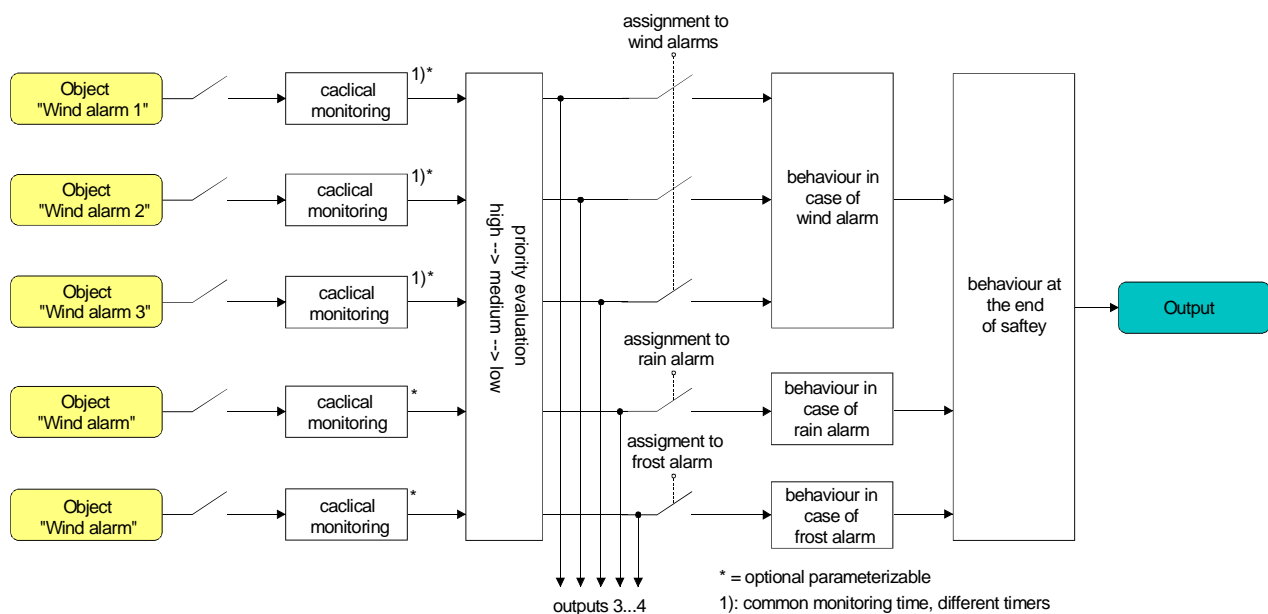 assignment to
wind alarms
Object
"Wind alarm 1"
caclical
monitoring
1)*
Object
"Wind alarm 2"
caclical
monitoring
1)*
Object
"Wind alarm 3"
caclical
monitoring
1)*
Object
"Wind alarm"
caclical
monitoring
*
Object
"Wind alarm"
caclical
monitoring
*
priority evaluation
high --> medium --> low
assignment to
rain alarm
assigment to
frost alarm
behaviour in
case of
wind alarm
behaviour in
case of
rain alarm
behaviour in
case of
frost alarm
behaviour at
the end
of saftey
Output
outputs 3...4
* = optional parameterizable
1): common monitoring time, different timers